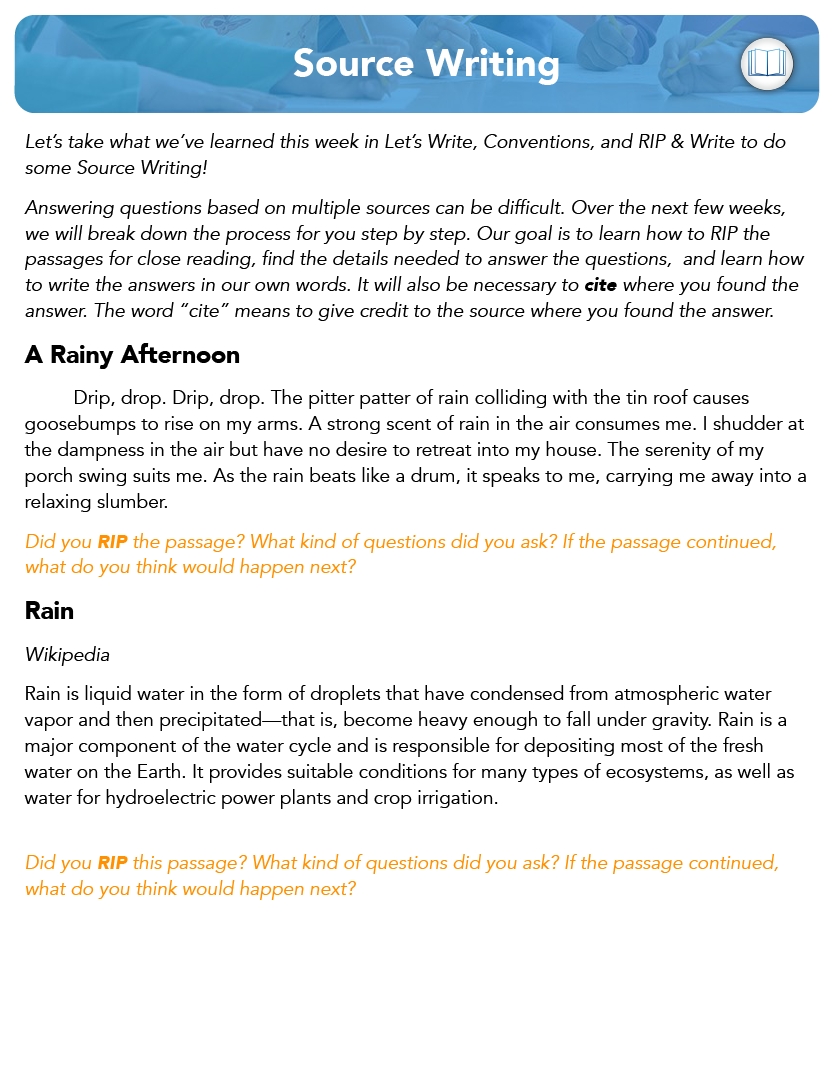 Source Writing
Let’s take what we’ve learned this week in Let’s Write, Conventions, and RIP & Write to do
some Source Writing!
Answering questions based on multiple sources can be difficult. Over the next few weeks,
we will break down the process for you step by step. Our goal is to learn how to RIP the
passages for close reading, find the details needed to answer the questions,  and learn how
to write the answers in our own words. It will also be necessary to cite where you found the
answer. The word “cite” means to give credit to the source where you found the answer.
A Rainy Afternoon
Drip, drop. Drip, drop. The pitter patter of rain colliding with the tin roof causes
goosebumps to rise on my arms. A strong scent of rain in the air consumes me. I shudder at
the dampness in the air but have no desire to retreat into my house. The serenity of my
porch swing suits me. As the rain beats like a drum, it speaks to me, carrying me away into a
relaxing slumber.
Did you RIP the passage? What kind of questions did you ask? If the passage continued,
what do you think would happen next?
Rain
Wikipedia
Rain is liquid water in the form of droplets that have condensed from atmospheric water
vapor and then precipitated—that is, become heavy enough to fall under gravity. Rain is a
major component of the water cycle and is responsible for depositing most of the fresh
water on the Earth. It provides suitable conditions for many types of ecosystems, as well as
water for hydroelectric power plants and crop irrigation.
Did you RIP this passage? What kind of questions did you ask? If the passage continued,
what do you think would happen next?